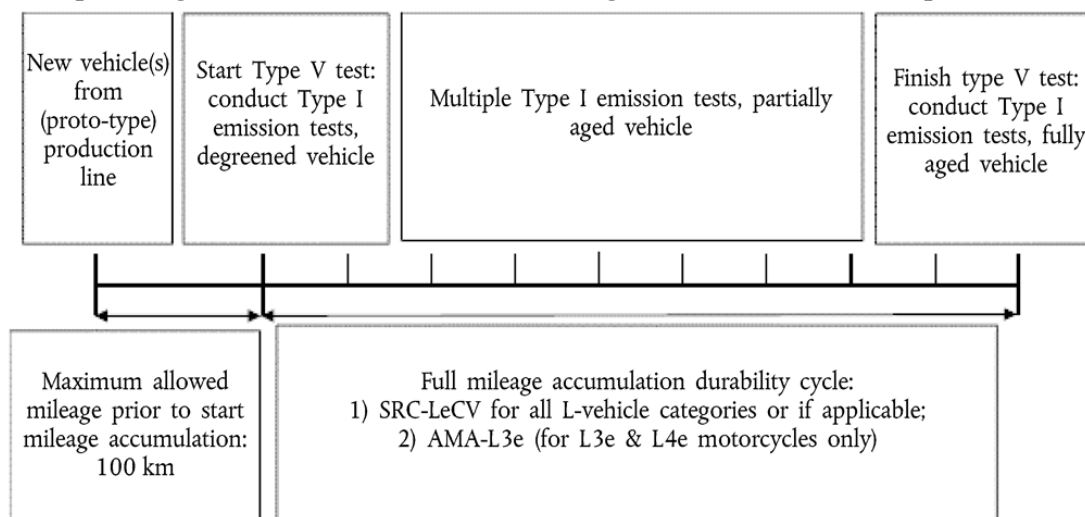 New vehicle(s)
from
(proto-type)
production
line
Start Type V test:
conduct Type I
emission tests,
degreened vehicle
Multiple Type I emission tests, partially
aged vehicle
Finish type V test:
conduct Type I
emission tests, fully
aged vehicle
Maximum allowed
mileage prior to start
mileage accumulation:
100 km
Full mileage accumulation durability cycle:
1) SRC-LeCV for all L-vehicle categories or if applicable;
2) AMA-L3e (for L3e & L4e motorcycles only)